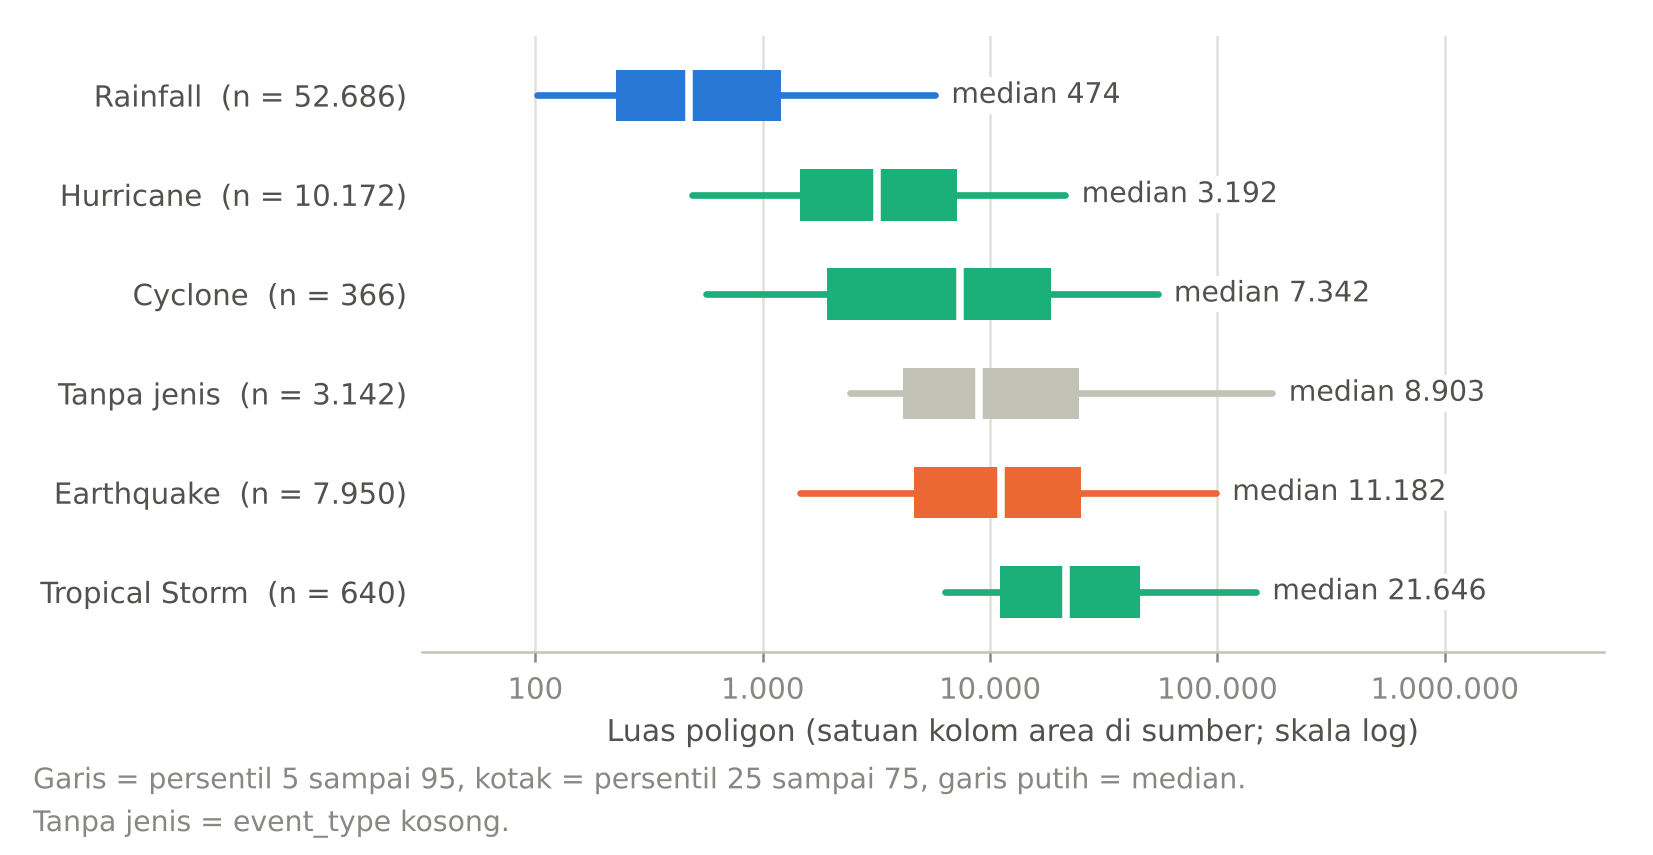 Rainfall (n = 52.686)
median 474
Hurricane (n = 10.172)
median 3.192
Cyclone (n = 366)
median 7.342
Tanpa jenis (n = 3.142)
median 8.903
Earthquake (n = 7.950)
median 11.182
Tropical Storm (n = 640)
median 21.646
100 1.000 10.000 100.000 1.000.000
Luas poligon (satuan kolom area di sumber; skala log)
Garis = persentil 5 sampai 95, kotak = persentil 25 sampai 75, garis putih = median.
Tanpa jenis = event_type kosong.